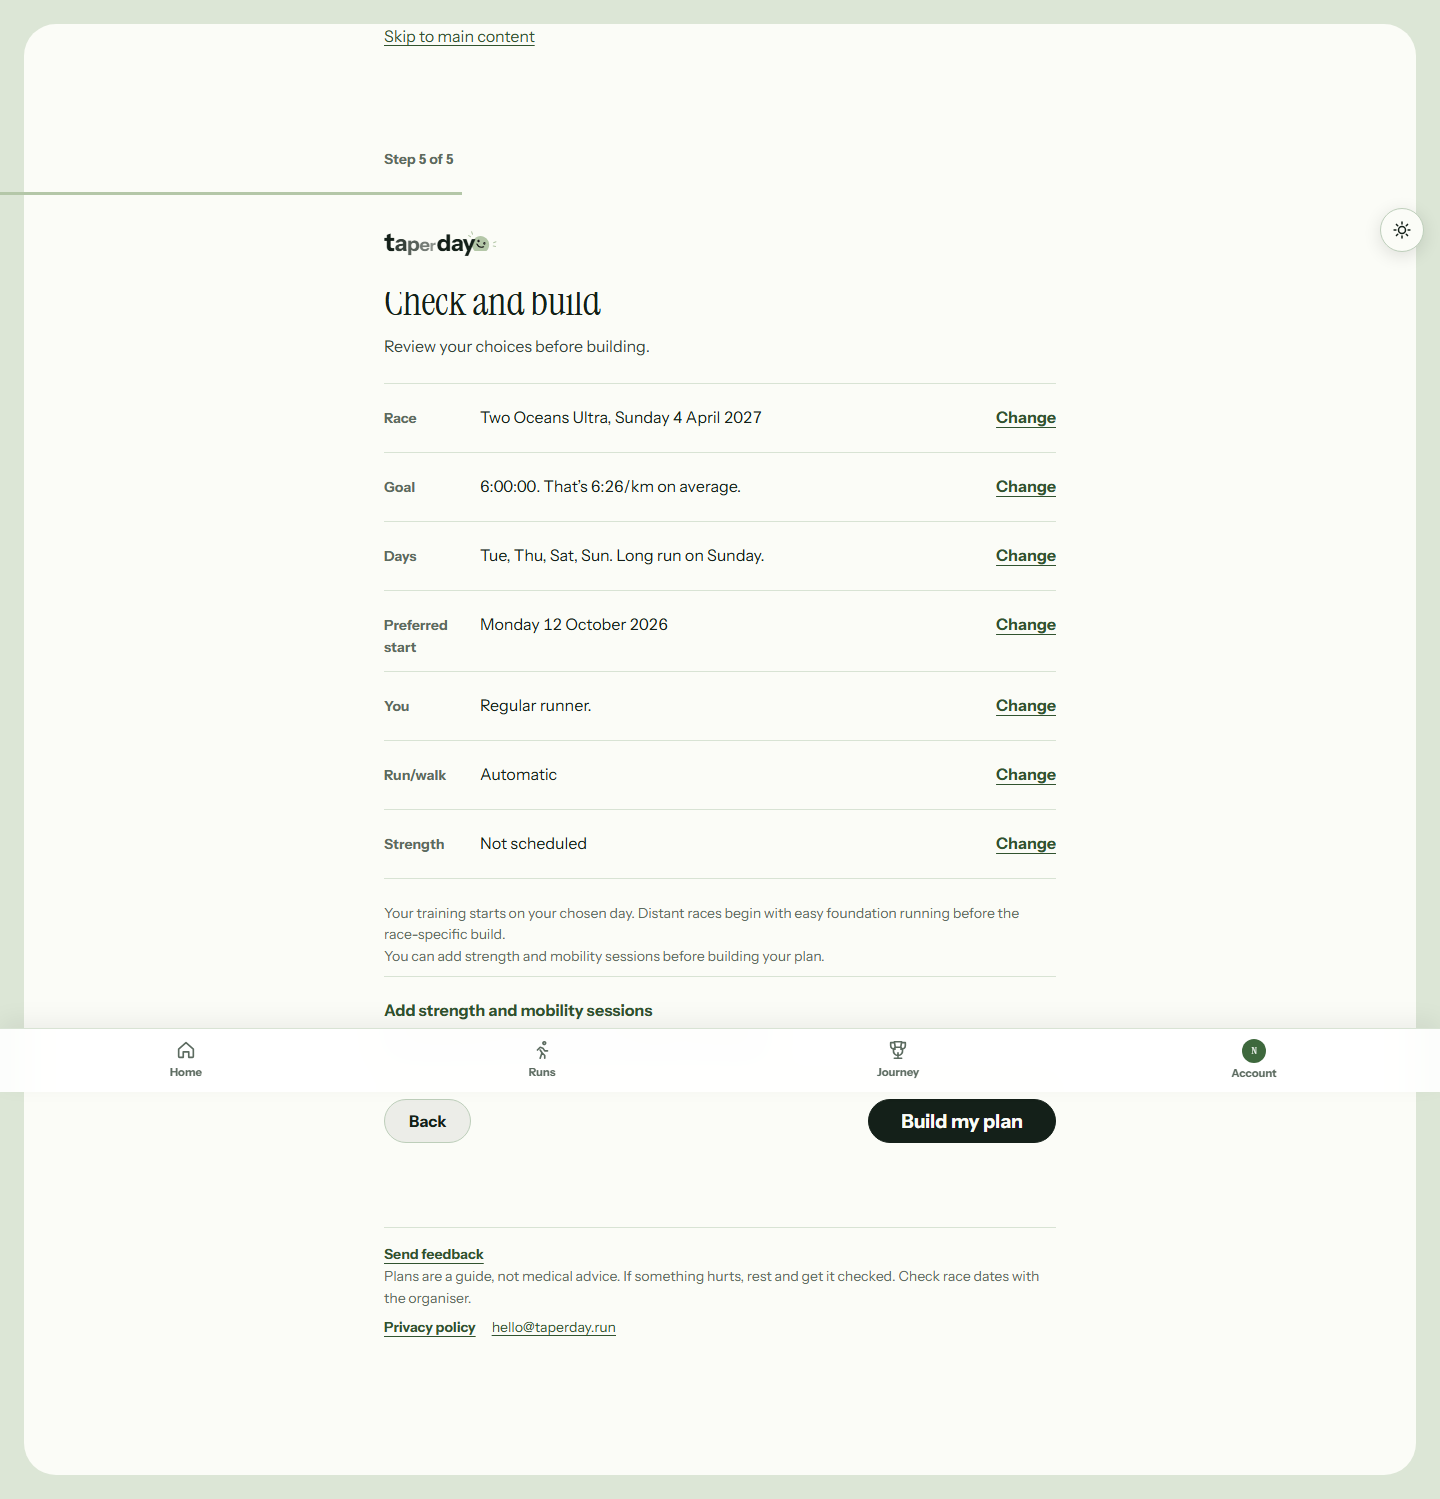 Skip to main content
Step 5 of 5
taperday
Check and build
Review your choices before building.
Race
Two Oceans Ultra, Sunday 4 April 2027
Change
Goal
6:00:00. That's 6:26/km on average.
Change
Days
Tue, Thu, Sat, Sun. Long run on Sunday.
Change
Preferred
start
Monday 12 October 2026
Change
You
Regular runner.
Change
Run/walk
Automatic
Change
Strength
Not scheduled
Change
Your training starts on your chosen day. Distant races begin with easy foundation running before the
race-specific build.
You can add strength and mobility sessions before building your plan.
Add strength and mobility sessions
Home
Runs
Journey
N
Account
Back
Build my plan
Send feedback
Plans are a guide, not medical advice. If something hurts, rest and get it checked. Check race dates with
the organiser.
Privacy policy
hello@taperday.run